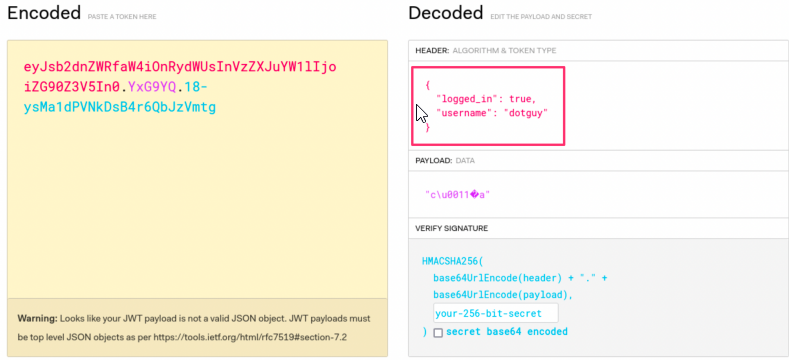 Encoded PASTE A TOKEN HERE
eyJsb2dnZWRfaW4iOnRydWUsInVzZXJuYW1lIjo
iZG90Z3V5In0.YxG9YQ.18-
ysMa1dPVNkDsB4r6QbJzVmtg
Warning: Looks like your JWT payload is not a valid JSON object. JWT payloads must
be top level JSON objects as per https://tools.ietf.org/html/rfc7519#section-7.2
Decoded EDIT THE PAYLOAD AND SECRET
HEADER: ALGORITHM & TOKEN TYPE
{
"logged_in": true,
"username": "dotguy"
}
PAYLOAD: DATA
"c\u0011�a"
VERIFY SIGNATURE
HMACSHA256(
base64UrlEncode(header) + "." +
base64UrlEncode(payload),
your-256-bit-secret
) secret base64 encoded